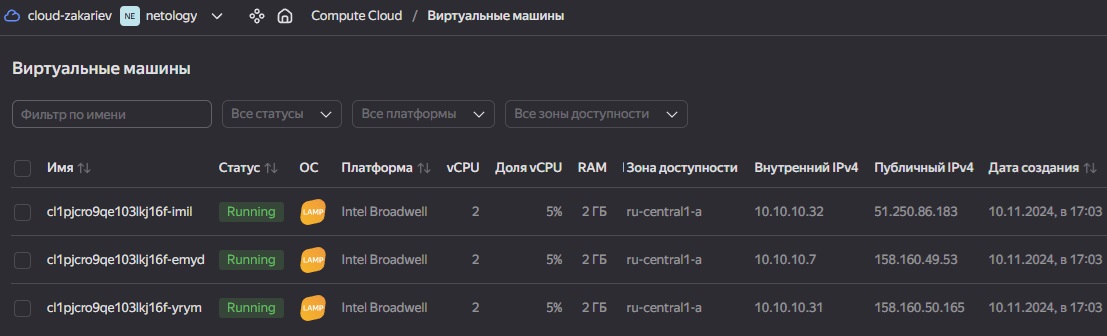 cloud-zakariev NE netology Compute Cloud / Виртуальные машины
Виртуальные машины
Фильтр по имени Все статусы Все платформы Все зоны доступности
Имя Статус ОС Платформа vCPU Доля vCPU RAM Зона доступности Внутренний IPv4 Публичный IPv4 Дата создания
cl1pjcro9qe103lkj16f-imil Running LAMP Intel Broadwell 2 5% 2 ГБ ru-central1-a 10.10.10.32 51.250.86.183 10.11.2024, в 17:03
cl1pjcro9qe103lkj16f-emyd Running LAMP Intel Broadwell 2 5% 2 ГБ ru-central1-a 10.10.10.7 158.160.49.53 10.11.2024, в 17:03
cl1pjcro9qe103lkj16f-yrym Running LAMP Intel Broadwell 2 5% 2 ГБ ru-central1-a 10.10.10.31 158.160.50.165 10.11.2024, в 17:03